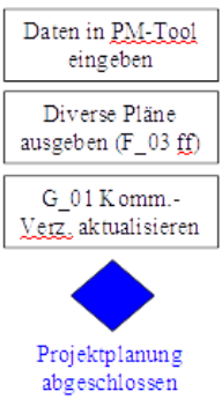 Daten in PM-Tool
eingeben
Diverse Pläne
ausgeben (F_03 ff)
G_01 Komm.-
Verz. aktualisieren
Projektplanung
abgeschlossen